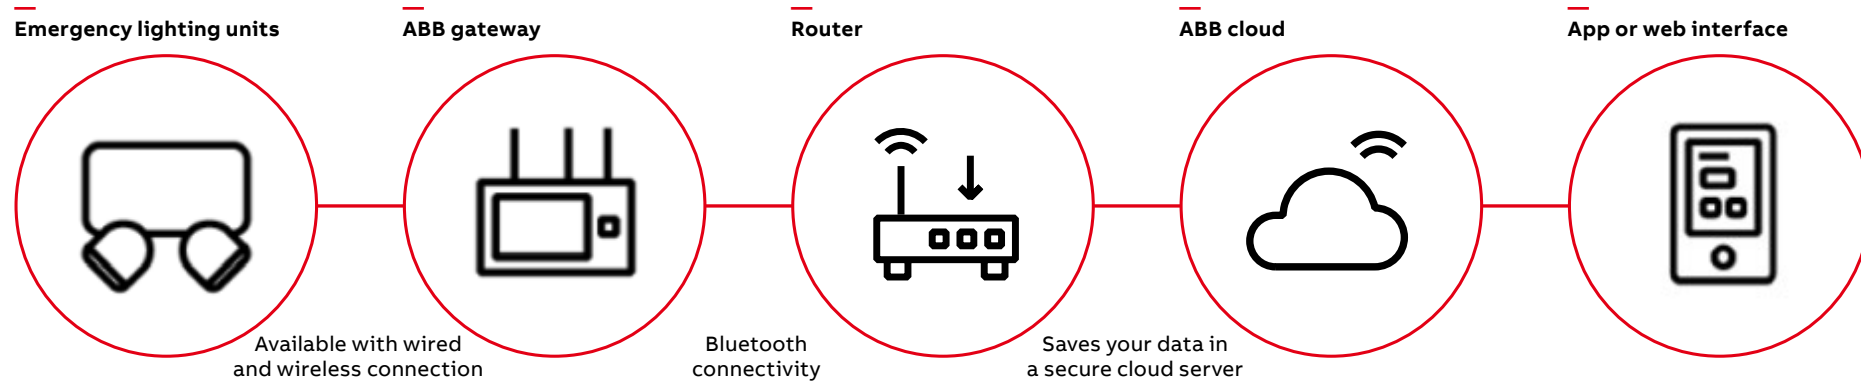 Emergency lighting units
ABB gateway
Router
ABB cloud
App or web interface
Available with wired
and wireless connection
Bluetooth
connectivity
Saves your data in
a secure cloud server